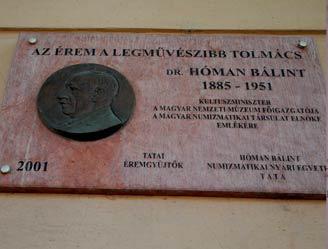 AZ ÉREM A LEGMŰVÉSZIBB TOLMÁCS
DR. HÓMAN BÁLINT
1885 - 1951
KULTUSZMINISZTER
A MAGYAR NEMZETI MÚZEUM FŐIGAZGATÓJA
A MAGYAR NUMIZMATIKAI TÁRSULAT ELNÖKE
EMLÉKÉRE
2001
TATAI
ÉREMGYŰJTŐK
HÓMAN BÁLINT
NUMIZMATIKAI NYÁRI EGYETEM
TATA